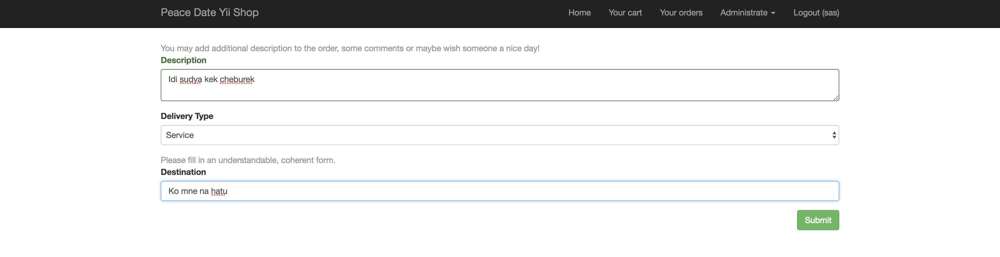 Peace Date Yii Shop Home Your cart Your orders Administrate Logout (sas)
You may add additional description to the order, some comments or maybe wish someone a nice day!
Description
Idi sudya kek cheburek
Delivery Type
Service
Please fill in an understandable, coherent form.
Destination
Ko mne na hatu
Submit